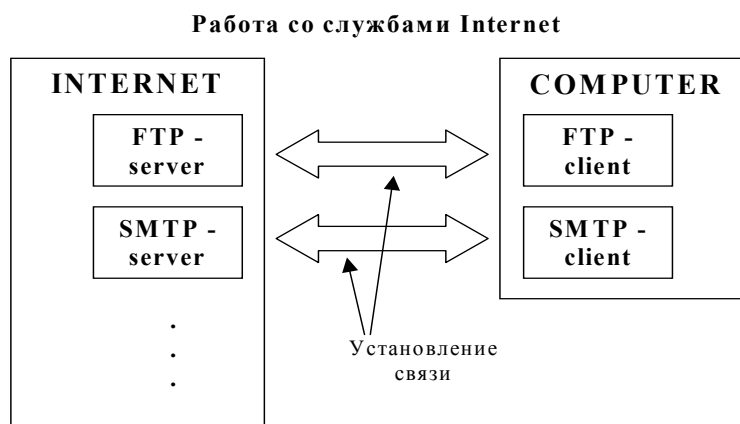 Работа со службами Internet
INTERNET
FTP -
server
SMTP -
server
.
.
.
COMPUTER
FTP -
client
SMTP -
client
Установление
связи